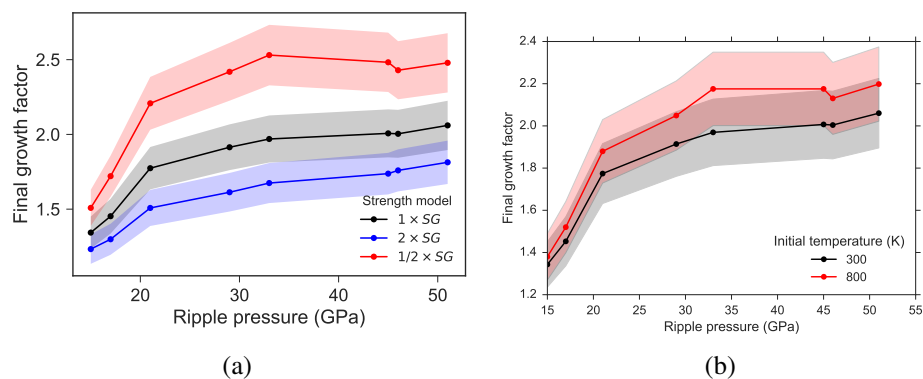 Final growth factor
2.5
2.0
1.5
20
30
40
50
Ripple pressure (GPa)
Strength model
1 × SG
2 × SG
1/2 × SG
(a)
Final growth factor
2.4
2.2
2.0
1.8
1.6
1.4
1.2
15
20
25
30
35
40
45
50
55
Ripple pressure (GPa)
Initial temperature (K)
300
800
(b)